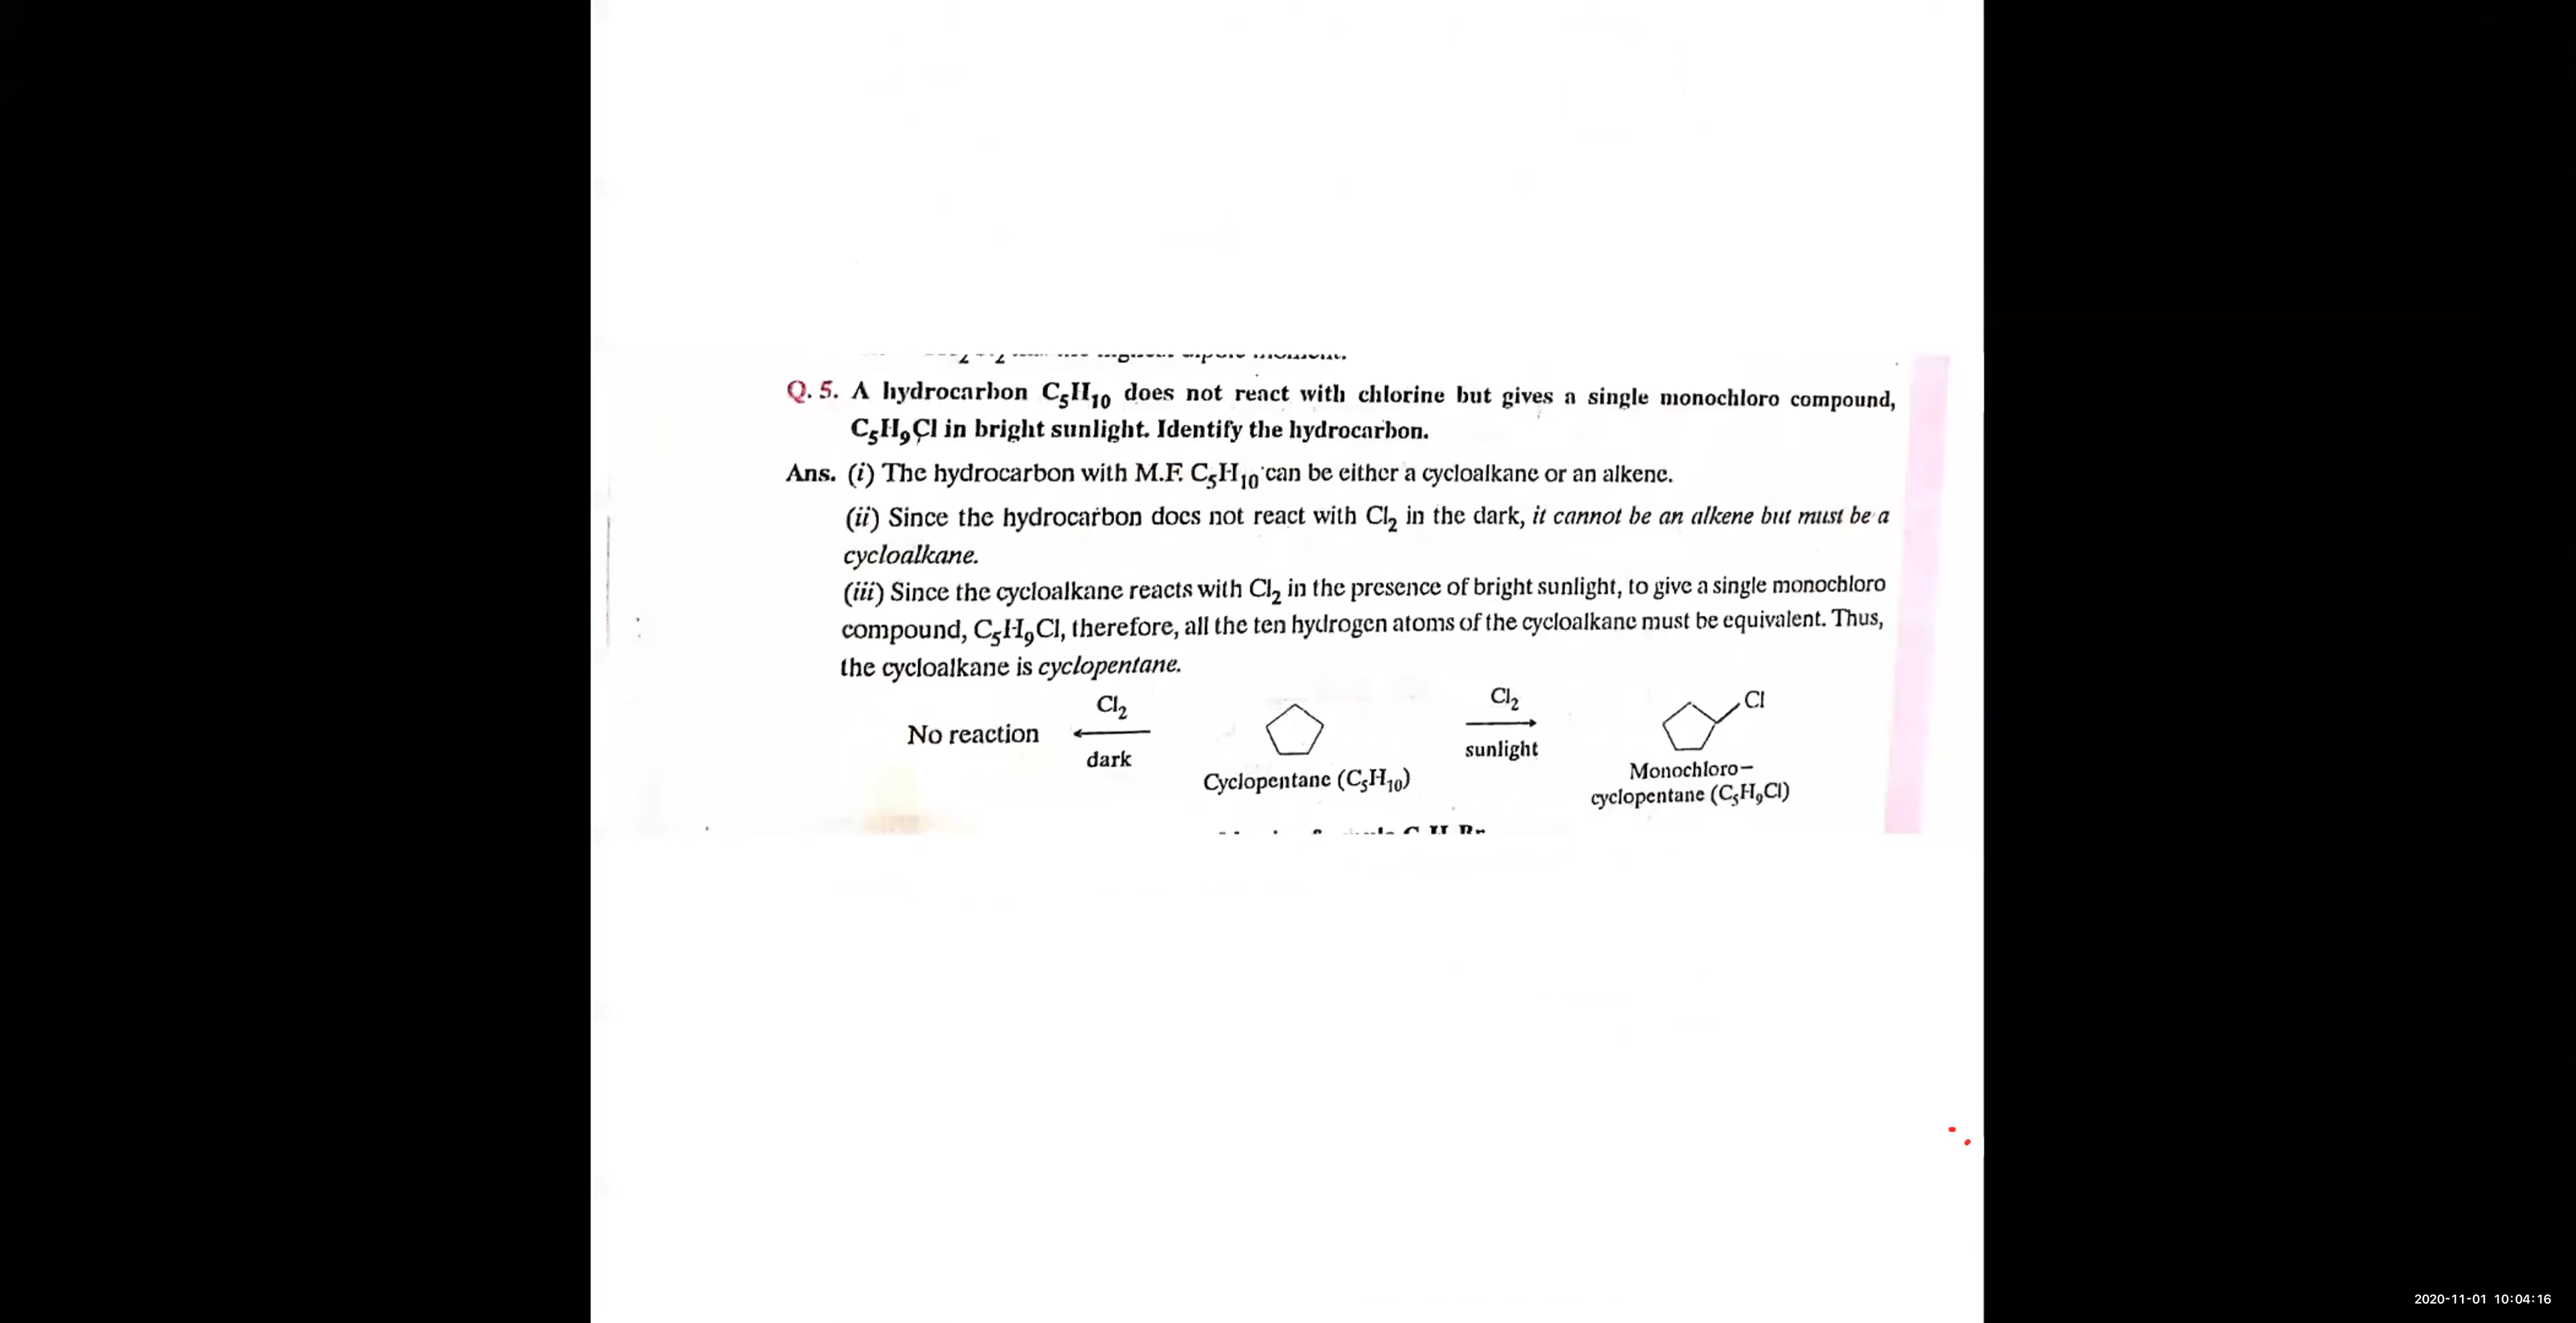 Q. 5. A hydrocarbon C5H10 does not react with chlorine but gives a single monochloro compound,
C5H9Cl in bright sunlight. Identify the hydrocarbon.
Ans. (i) The hydrocarbon with M.F. C5H10 can be either a cycloalkane or an alkene.
(ii) Since the hydrocarbon does not react with Cl2 in the dark, it cannot be an alkene but must be a
cycloalkane.
(iii) Since the cycloalkane reacts with Cl2 in the presence of bright sunlight, to give a single monochloro
compound, C5H9Cl, therefore, all the ten hydrogen atoms of the cycloalkane must be equivalent. Thus,
the cycloalkane is cyclopentane.
Cl2 Cl2 Cl
No reaction
dark sunlight
Cyclopentane (C5H10) Monochloro–
cyclopentane (C5H9Cl)
2020-11-01 10:04:16